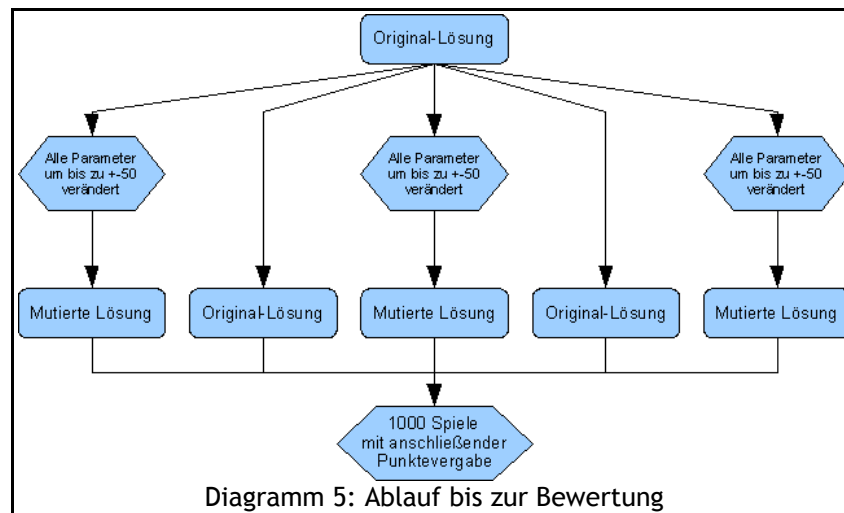 Original-Lösung
Alle Parameter
um bis zu +-50
verändert
Alle Parameter
um bis zu +-50
verändert
Alle Parameter
um bis zu +-50
verändert
Mutierte Lösung
Original-Lösung
Mutierte Lösung
Original-Lösung
Mutierte Lösung
1000 Spiele
mit anschließender
Punktevergabe
Diagramm 5: Ablauf bis zur Bewertung